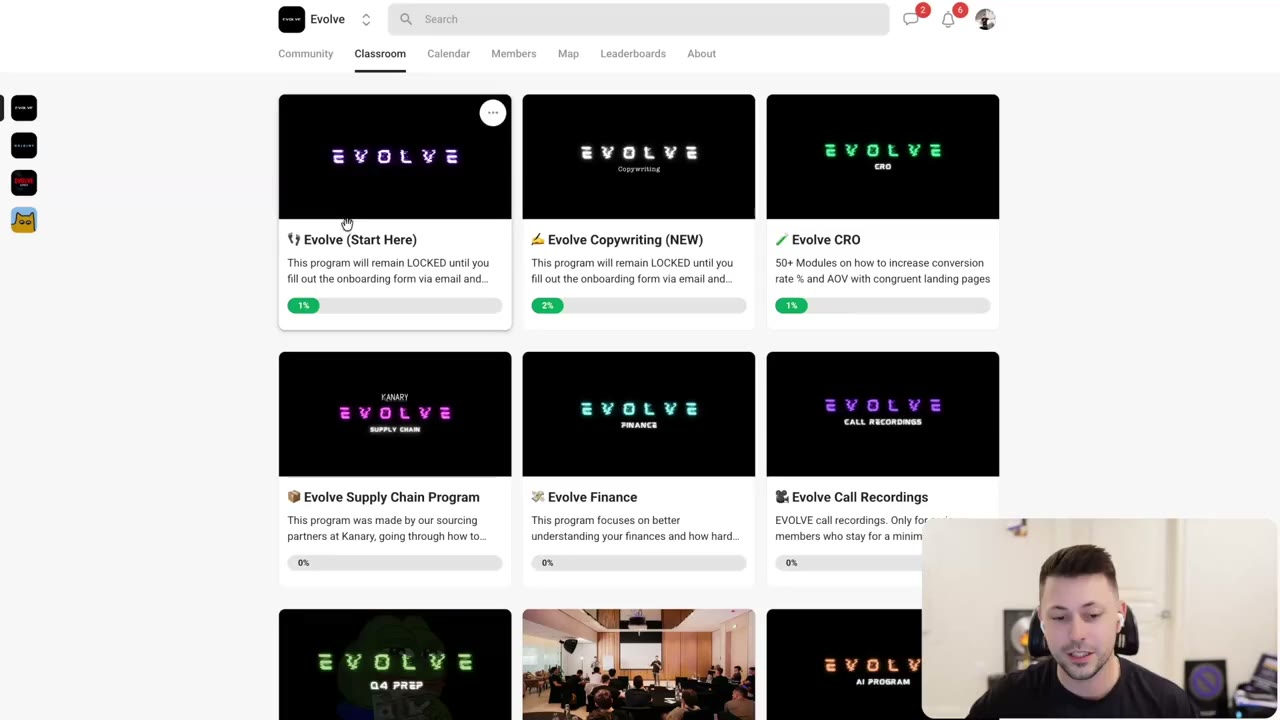 EVOLVE
Evolve
Search
2
6
Community
Classroom
Calendar
Members
Map
Leaderboards
About
EVOLVE
EVOLVE
Copywriting
EVOLVE
CRO
👣 Evolve (Start Here)
This program will remain LOCKED until you
fill out the onboarding form via email and…
1%
✍️ Evolve Copywriting (NEW)
This program will remain LOCKED until you
fill out the onboarding form via email and…
2%
🧪 Evolve CRO
50+ Modules on how to increase conversion
rate % and AOV with congruent landing pages
1%
KANARY
EVOLVE
SUPPLY CHAIN
EVOLVE
FINANCE
EVOLVE
CALL RECORDINGS
📦 Evolve Supply Chain Program
This program was made by our sourcing
partners at Kanary, going through how to…
0%
💸 Evolve Finance
This program focuses on better
understanding your finances and how hard…
0%
🎥 Evolve Call Recordings
EVOLVE call recordings. Only for
members who stay for a minim
0%
EVOLVE
Q4 PREP
EVOLV
AI PROGRAM